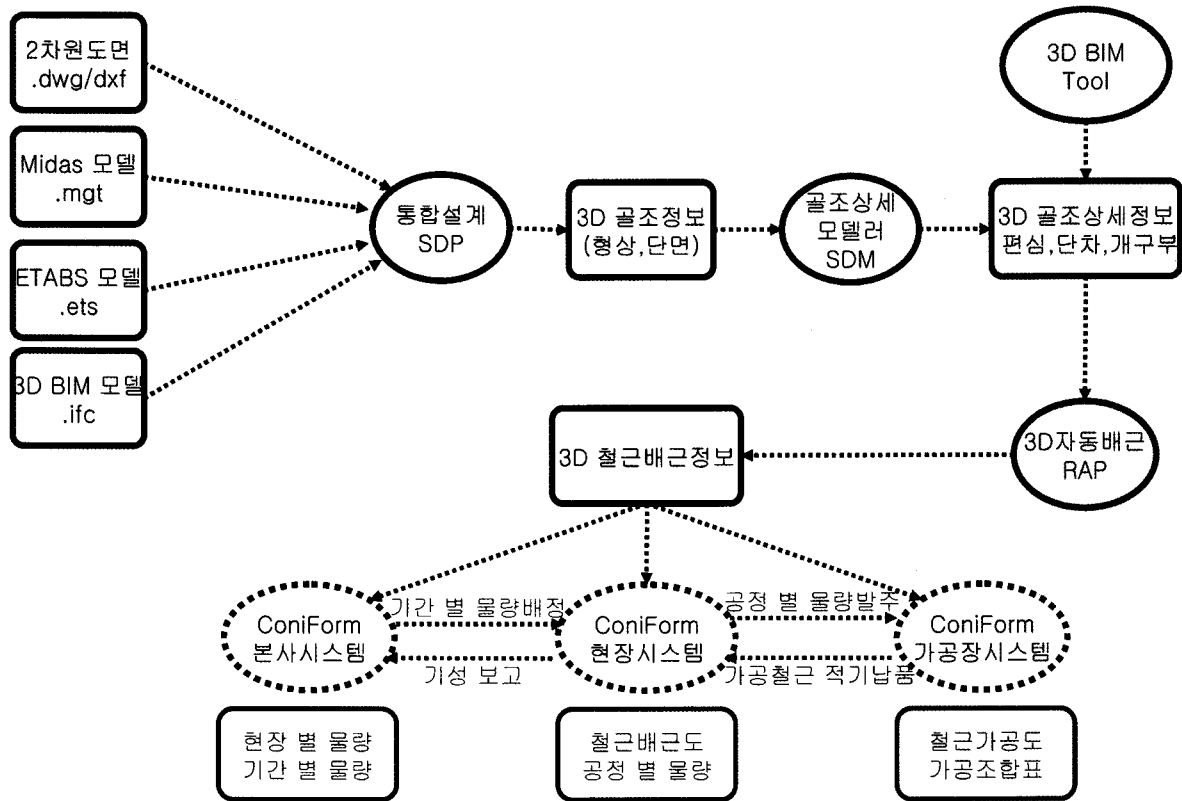 2차원도면
.dwg/dxf
Midas 모델
.mgt
ETABS 모델
.ets
3D BIM 모델
.ifc
통합설계
SDP
3D 골조정보
(형상,단면)
골조상세
모델러
SDM
3D BIM
Tool
3D 골조상세정보
편심,단차,개구부
3D자동배근
RAP
3D 철근배근정보
ConiForm
본사시스템
기간 별 물량배정
기성 보고
ConiForm
현장시스템
공정 별 물량발주
가공철근 적기납품
ConiForm
가공장시스템
현장 별 물량
기간 별 물량
철근배근도
공정 별 물량
철근가공도
가공조합표